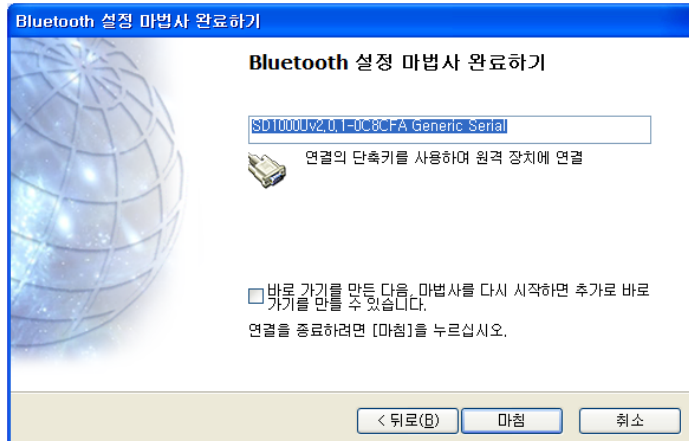 Bluetooth 설정 마법사 완료하기
Bluetooth 설정 마법사 완료하기
SD1000Uv2.0.1-0C8CFA Generic Serial
연결의 단축키를 사용하여 원격 장치에 연결
바로 가기를 만든 다음, 마법사를 다시 시작하면 추가로 바로
가기를 만들 수 있습니다.
연결을 종료하려면 [마침]을 누르십시오.
< 뒤로(B)
마침
취소